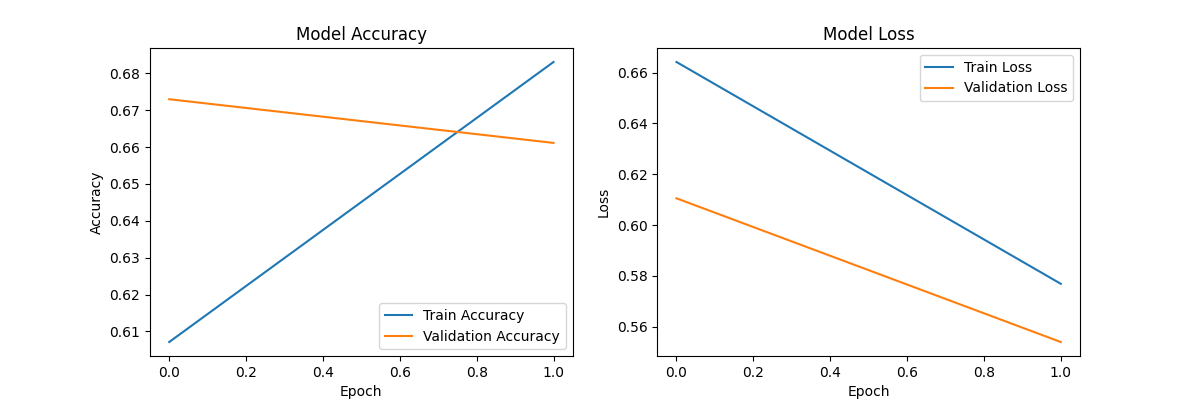 Model Accuracy
Accuracy
0.68
0.67
0.66
0.65
0.64
0.63
0.62
0.61
Train Accuracy
Validation Accuracy
0.0 0.2 0.4 0.6 0.8 1.0
Epoch
Model Loss
Loss
0.66
0.64
0.62
0.60
0.58
0.56
Train Loss
Validation Loss
0.0 0.2 0.4 0.6 0.8 1.0
Epoch